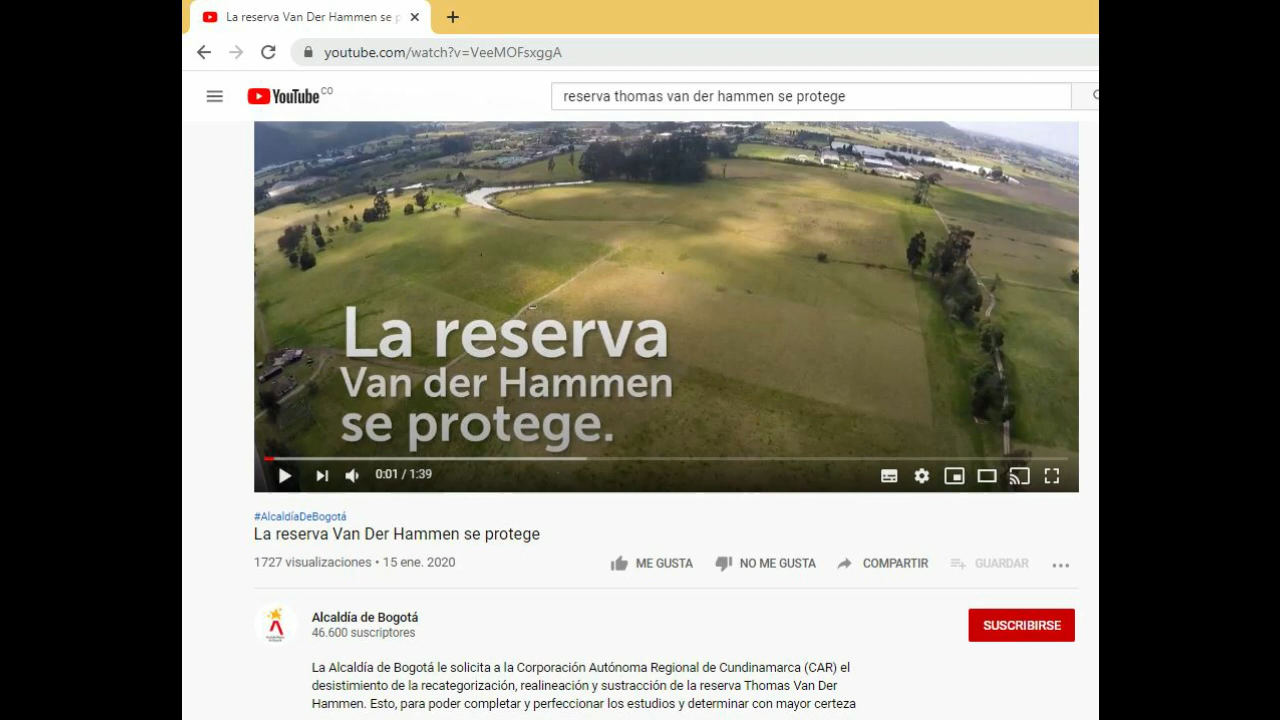 La reserva Van Der Hammen se p
youtube.com/watch?v=VeeMOFsxggA
YouTube CO
reserva thomas van der hammen se protege
La reserva
Van der Hammen
se protege.
0:01 / 1:39
#AlcaldíaDeBogotá
La reserva Van Der Hammen se protege
1727 visualizaciones • 15 ene. 2020
ME GUSTA
NO ME GUSTA
COMPARTIR
GUARDAR
Alcaldía de Bogotá
46.600 suscriptores
SUSCRIBIRSE
La Alcaldía de Bogotá le solicita a la Corporación Autónoma Regional de Cundinamarca (CAR) el
desistimiento de la recategorización, realineación y sustracción de la reserva Thomas Van Der
Hammen. Esto, para poder completar y perfeccionar los estudios y determinar con mayor certeza